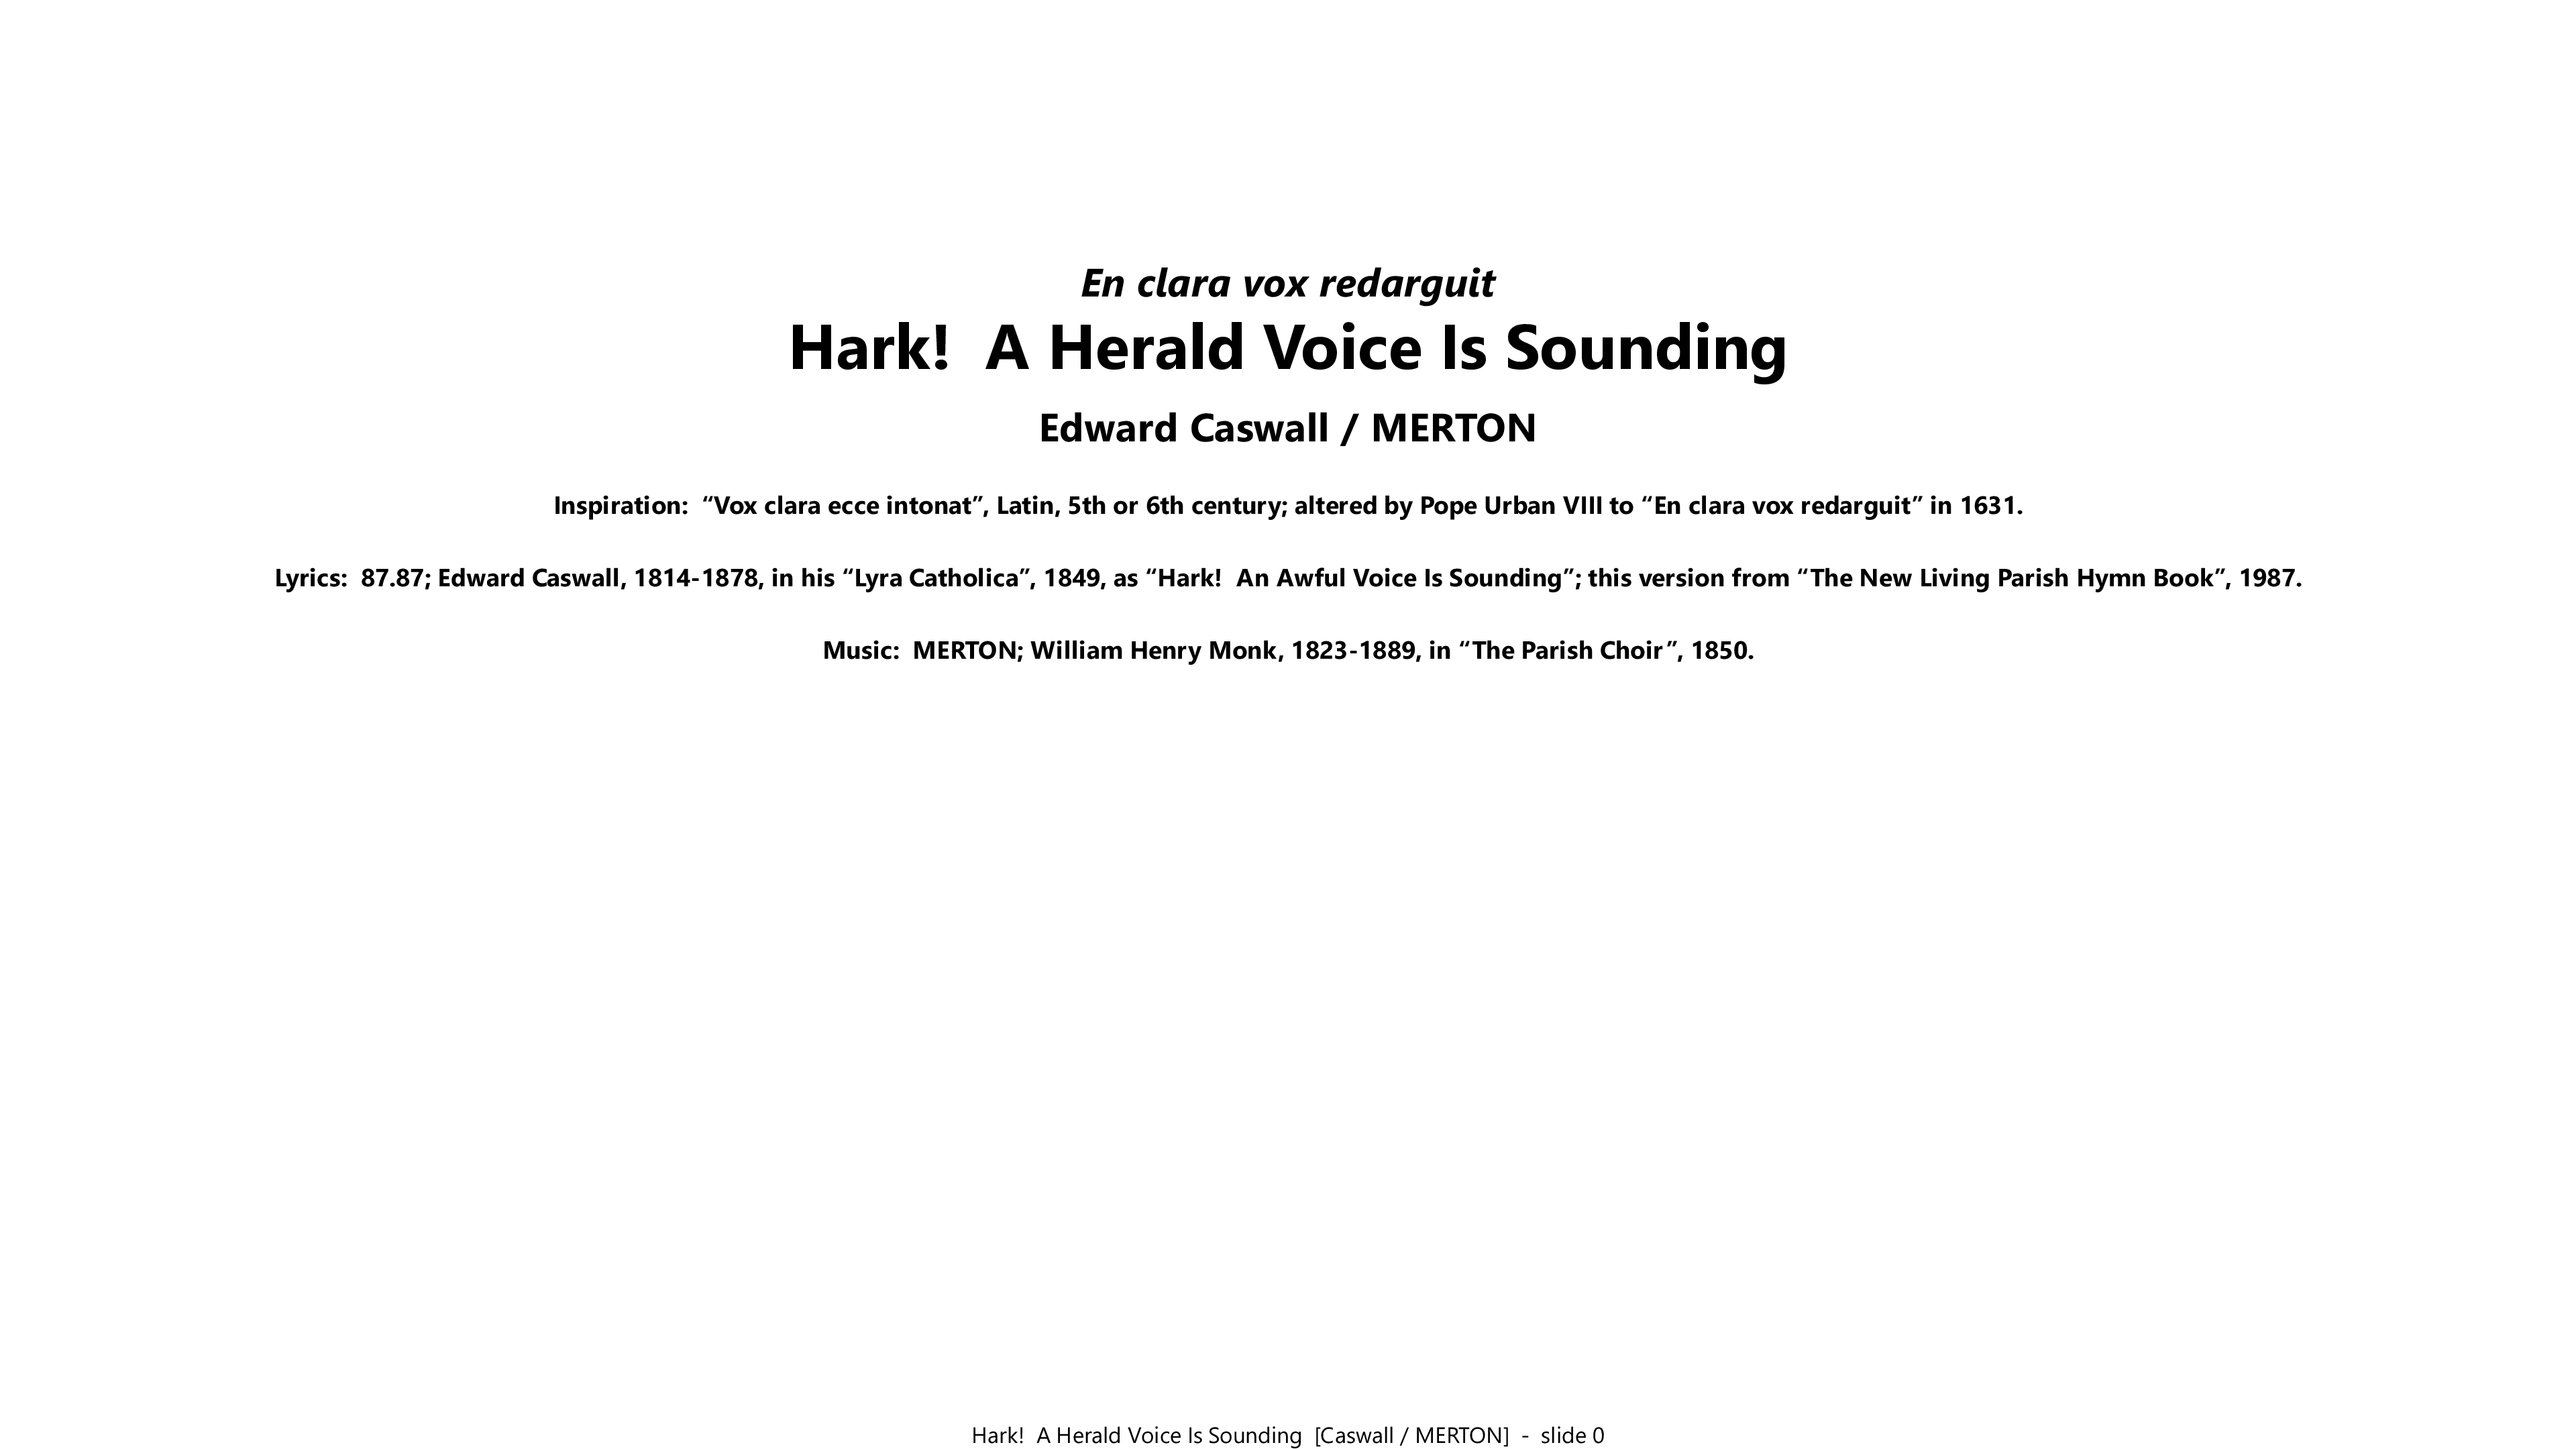 En clara vox redarguit
Hark!  A Herald Voice Is Sounding
Edward Caswall / MERTON
Inspiration:  “Vox clara ecce intonat”, Latin, 5th or 6th century; altered by Pope Urban VIII to “En clara vox redarguit” in 1631.
Lyrics:  87.87; Edward Caswall, 1814-1878, in his “Lyra Catholica”, 1849, as “Hark!  An Awful Voice Is Sounding”; this version from “The New Living Parish Hymn Book”, 1987.
Music:  MERTON; William Henry Monk, 1823-1889, in “The Parish Choir”, 1850.
Hark!  A Herald Voice Is Sounding  [Caswall / MERTON]  -  slide 0